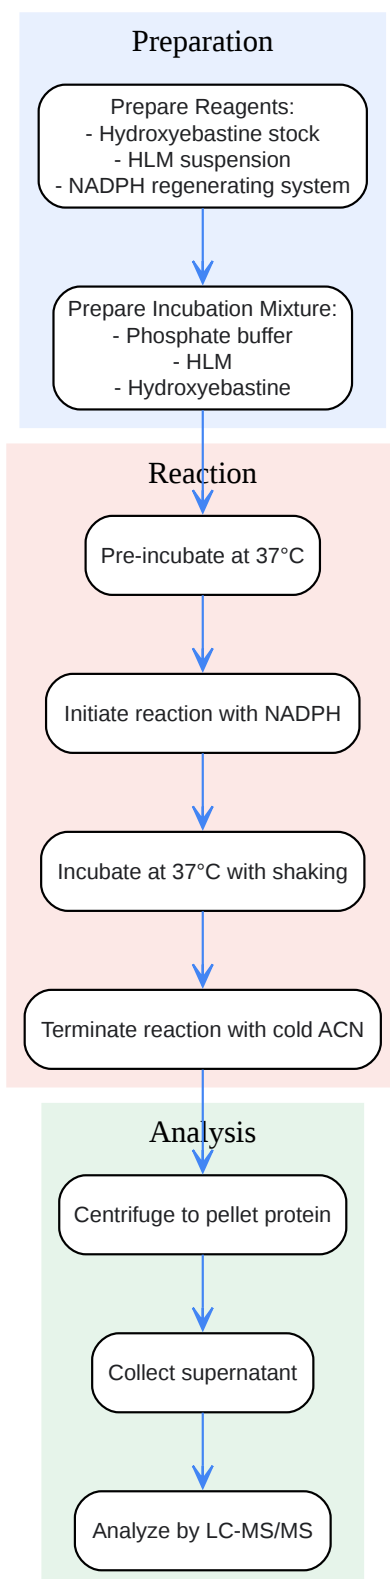 Preparation
Prepare Reagents:
- Hydroxyebastine stock
- HLM suspension
- NADPH regenerating system
Prepare Incubation Mixture:
- Phosphate buffer
- HLM
- Hydroxyebastine
Reaction
Pre-incubate at 37°C
Initiate reaction with NADPH
Incubate at 37°C with shaking
Terminate reaction with cold ACN
Analysis
Centrifuge to pellet protein
Collect supernatant
Analyze by LC-MS/MS